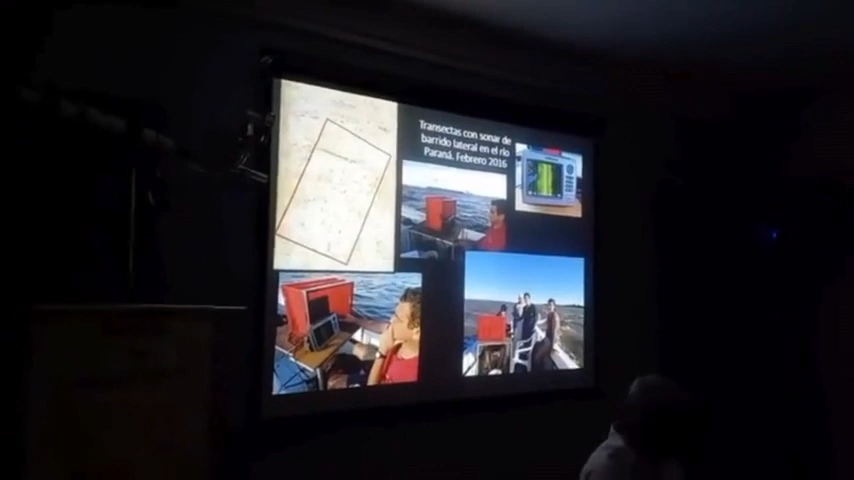 Transectas con sonar de
barrido lateral en el río
Paraná. Febrero 2016